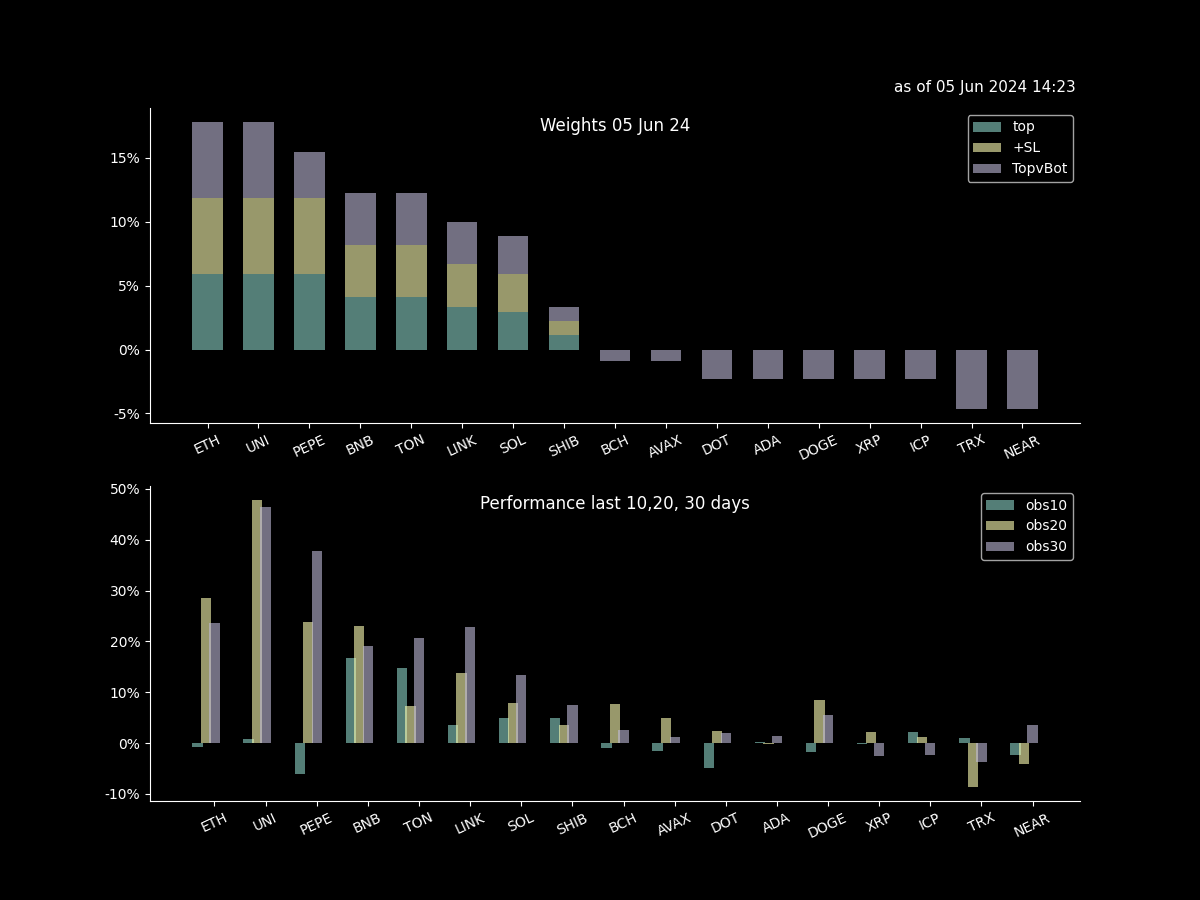 as of 05 Jun 2024 14:23
Weights 05 Jun 24
top
+SL
TopvBot
15%
10%
5%
0%
-5%
ETH UNI PEPE BNB TON LINK SOL SHIB BCH AVAX DOT ADA DOGE XRP ICP TRX NEAR
Performance last 10,20, 30 days
obs10
obs20
obs30
50%
40%
30%
20%
10%
0%
-10%
ETH UNI PEPE BNB TON LINK SOL SHIB BCH AVAX DOT ADA DOGE XRP ICP TRX NEAR